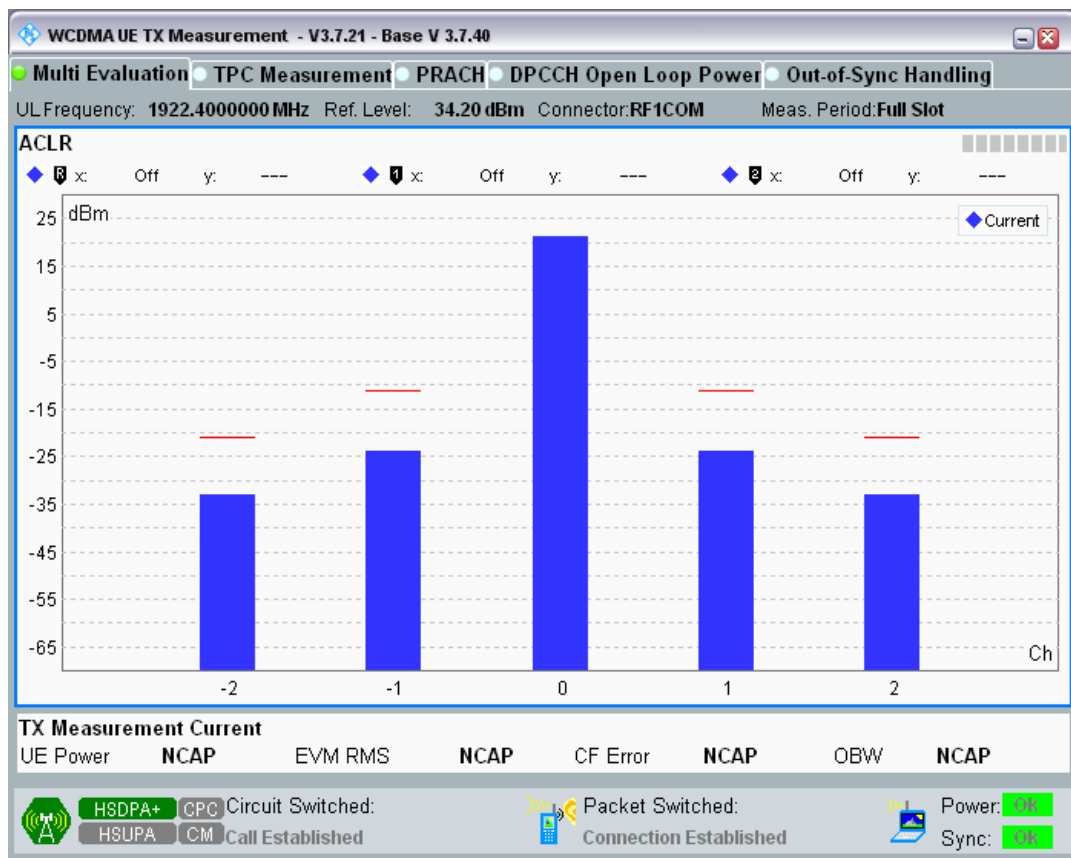 WCDMA UE TX Measurement - V3.7.21 - Base V 3.7.40
Multi Evaluation TPC Measurement PRACH DPCCH Open Loop Power Out-of-Sync Handling
UL Frequency: 1922.4000000 MHz Ref. Level: 34.20 dBm Connector:RF1COM Meas. Period:Full Slot
ACLR
R x: Off y: --- 1 x: Off y: --- 2 x: Off y: ---
dBm
Current
25
15
5
-5
-15
-25
-35
-45
-55
-65
Ch
-2 -1 0 1 2
TX Measurement Current
UE Power NCAP EVM RMS NCAP CF Error NCAP OBW NCAP
HSDPA+ CPC Circuit Switched: Packet Switched: Power: OK
HSUPA CM Call Established Connection Established Sync: OK